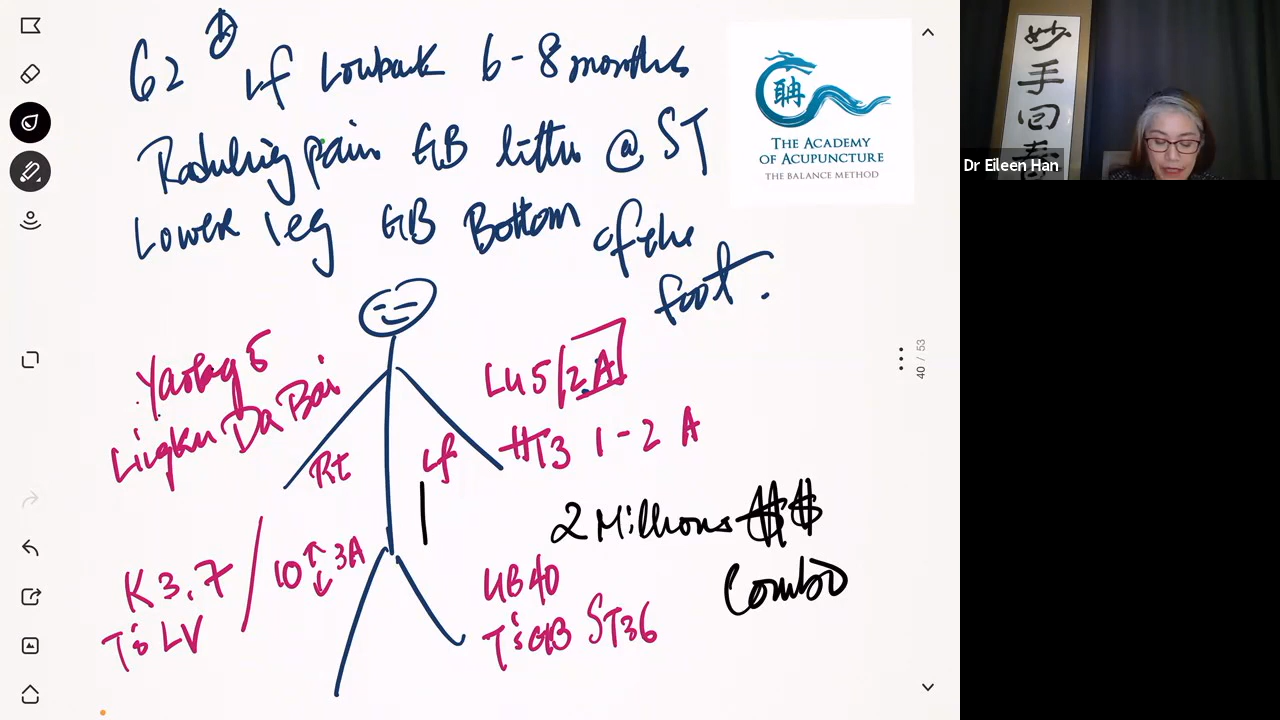 62 lf Lowback 6-8 months
Radiating pain GB little @ ST
Lower leg GB Bottom of the
foot.
聃
THE ACADEMY
OF ACUPUNCTURE
THE BALANCE METHOD
妙
手
回
春
Dr Eileen Han
40 / 53
Lingku Da Bai
Rt
Lf
LU5/2A
HT3 1-2 A
2 Millions $$
Combo
K3.7 / 10 3A
T's LV
UB40
T's GB ST36